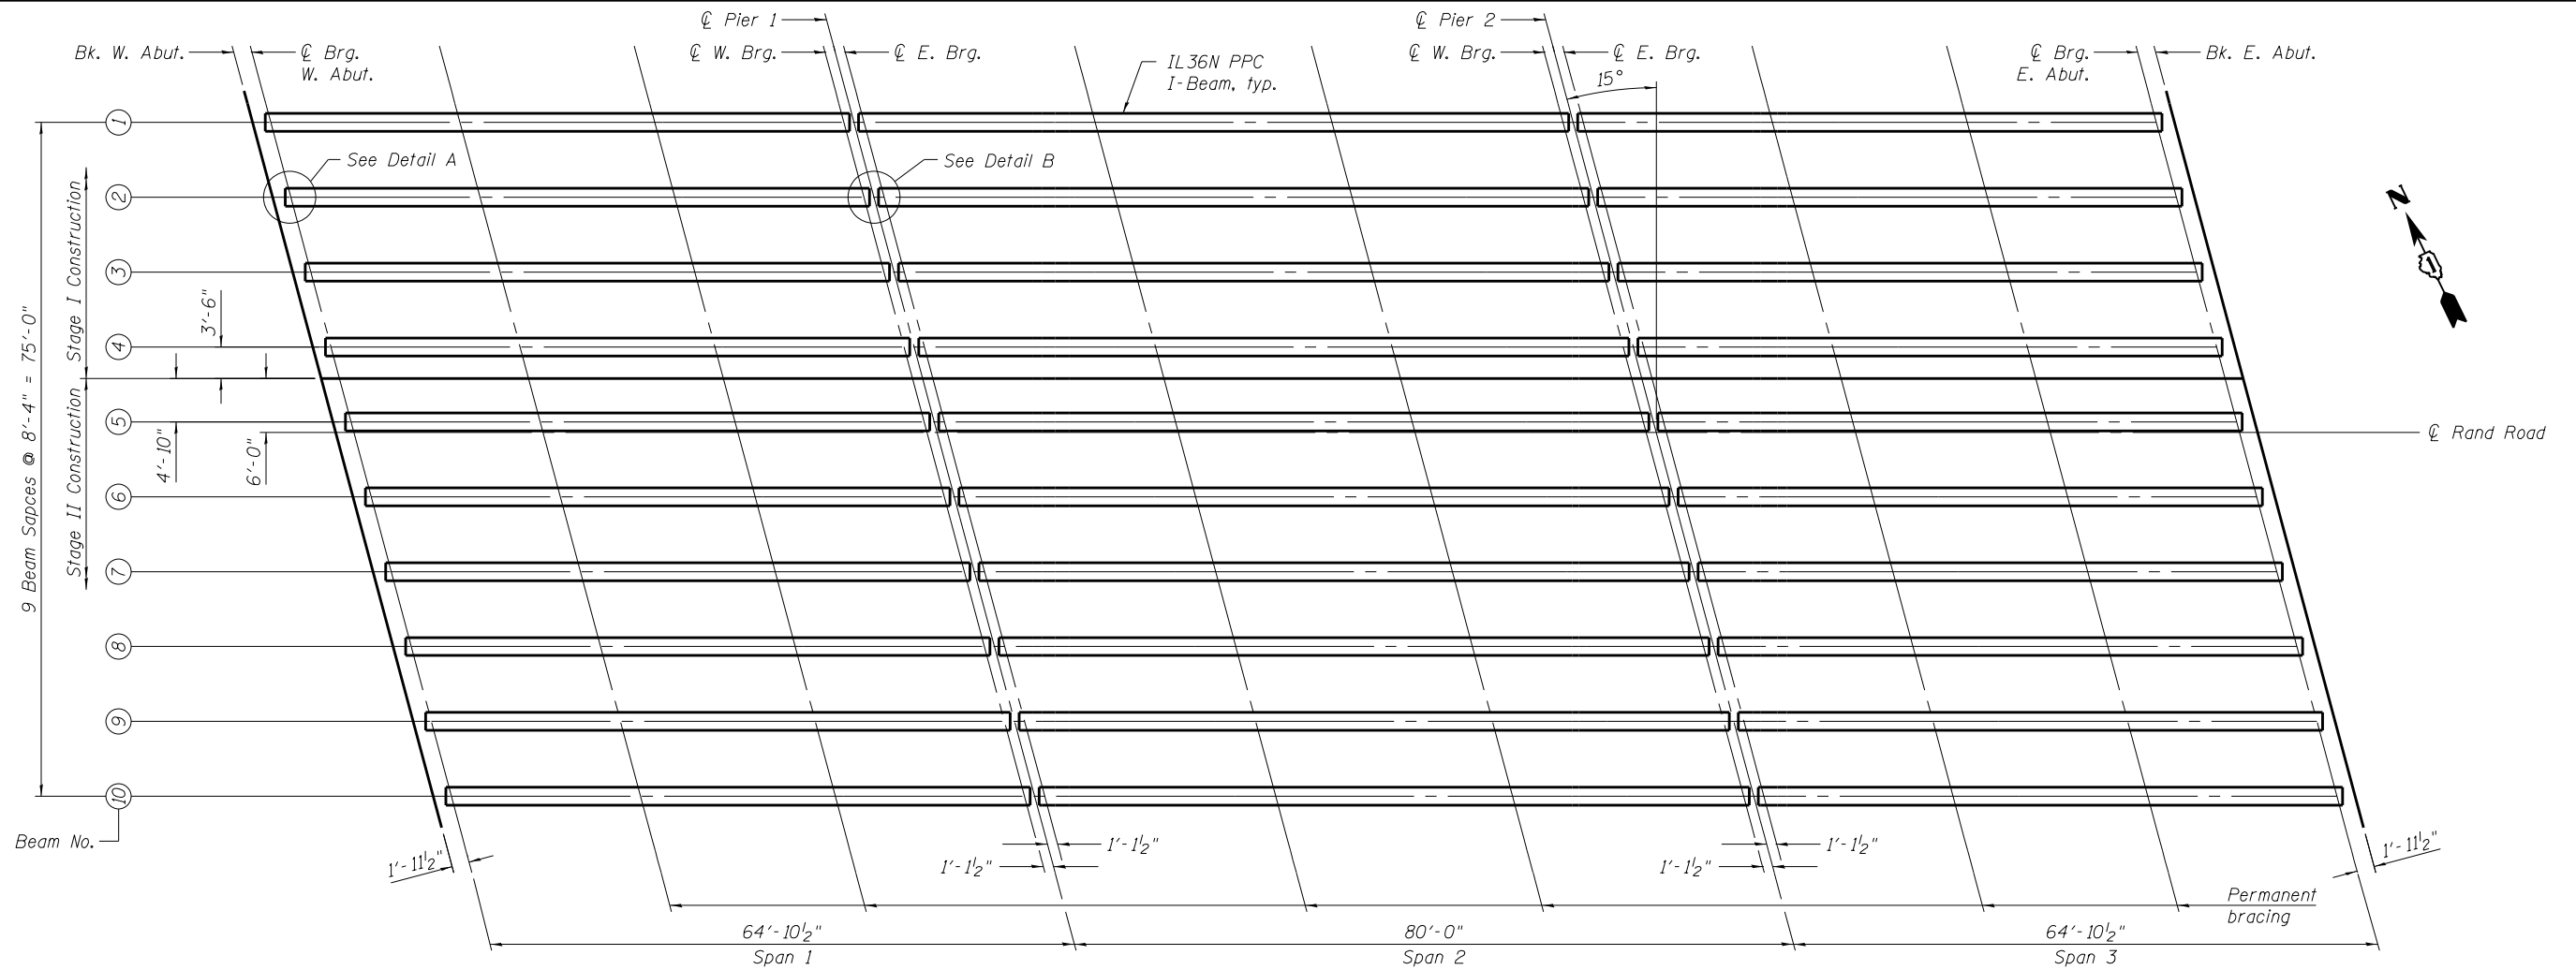 ℄ Pier 1
℄ Pier 2
Bk. W. Abut.
℄ Brg.
W. Abut.
℄ W. Brg.
℄ E. Brg.
IL36N PPC
I-Beam, typ.
℄ W. Brg.
℄ E. Brg.
℄ Brg.
E. Abut.
Bk. E. Abut.
15°
1
See Detail A
See Detail B
2
N
3
4
5
6
7
8
9
10
9 Beam Sapces @ 8'-4" = 75'-0"
Stage I Construction
Stage II Construction
3'-6"
4'-10"
6'-0"
℄ Rand Road
Beam No.
1'-11½"
1'-1½"
1'-1½"
1'-1½"
1'-1½"
1'-11½"
Permanent
bracing
64'-10½"
Span 1
80'-0"
Span 2
64'-10½"
Span 3